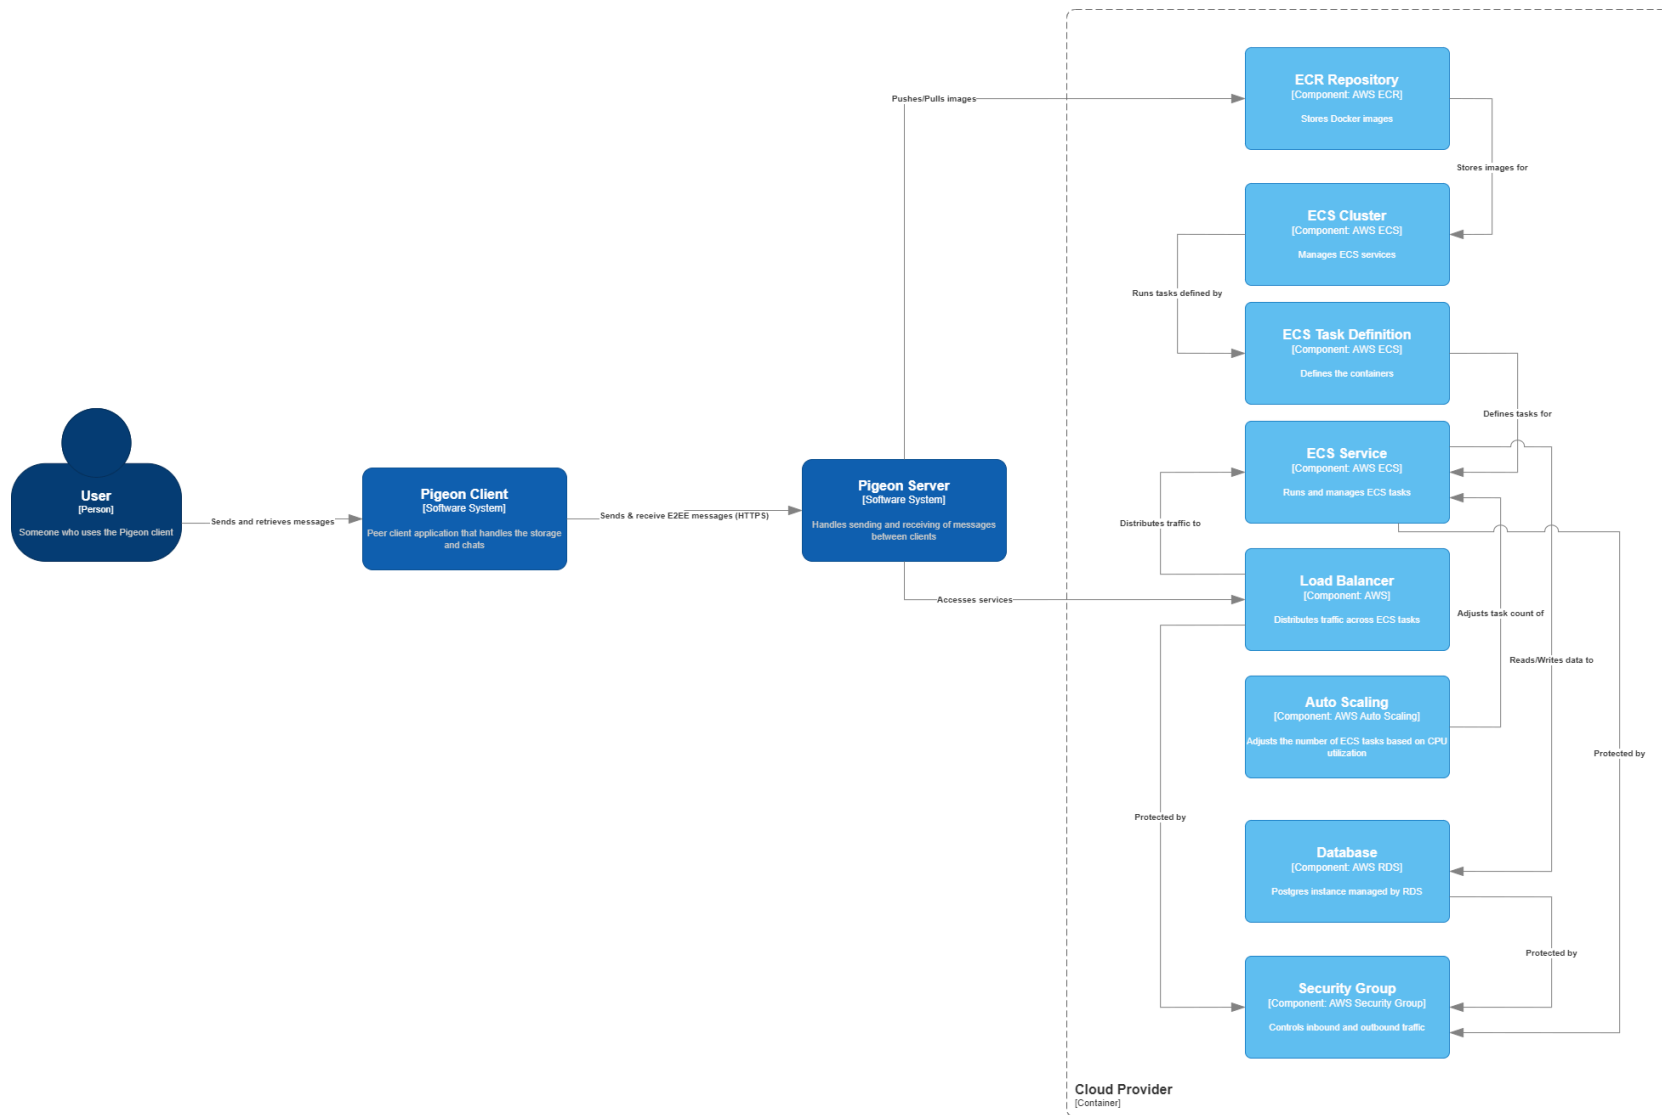 User
[Person]
Someone who uses the Pigeon client
Sends and retrieves messages
Pigeon Client
[Software System]
Peer client application that handles the storage
and chats
Sends & receive E2EE messages (HTTPS)
Pigeon Server
[Software System]
Handles sending and receiving of messages
between clients
Pushes/Pulls images
Accesses services
ECR Repository
[Component: AWS ECR]
Stores Docker images
Stores images for
ECS Cluster
[Component: AWS ECS]
Manages ECS services
Runs tasks defined by
ECS Task Definition
[Component: AWS ECS]
Defines the containers
Defines tasks for
ECS Service
[Component: AWS ECS]
Runs and manages ECS tasks
Distributes traffic to
Load Balancer
[Component: AWS]
Distributes traffic across ECS tasks
Adjusts task count of
Reads/Writes data to
Auto Scaling
[Component: AWS Auto Scaling]
Adjusts the number of ECS tasks based on CPU
utilization
Protected by
Protected by
Database
[Component: AWS RDS]
Postgres instance managed by RDS
Protected by
Security Group
[Component: AWS Security Group]
Controls inbound and outbound traffic
Cloud Provider
[Container]